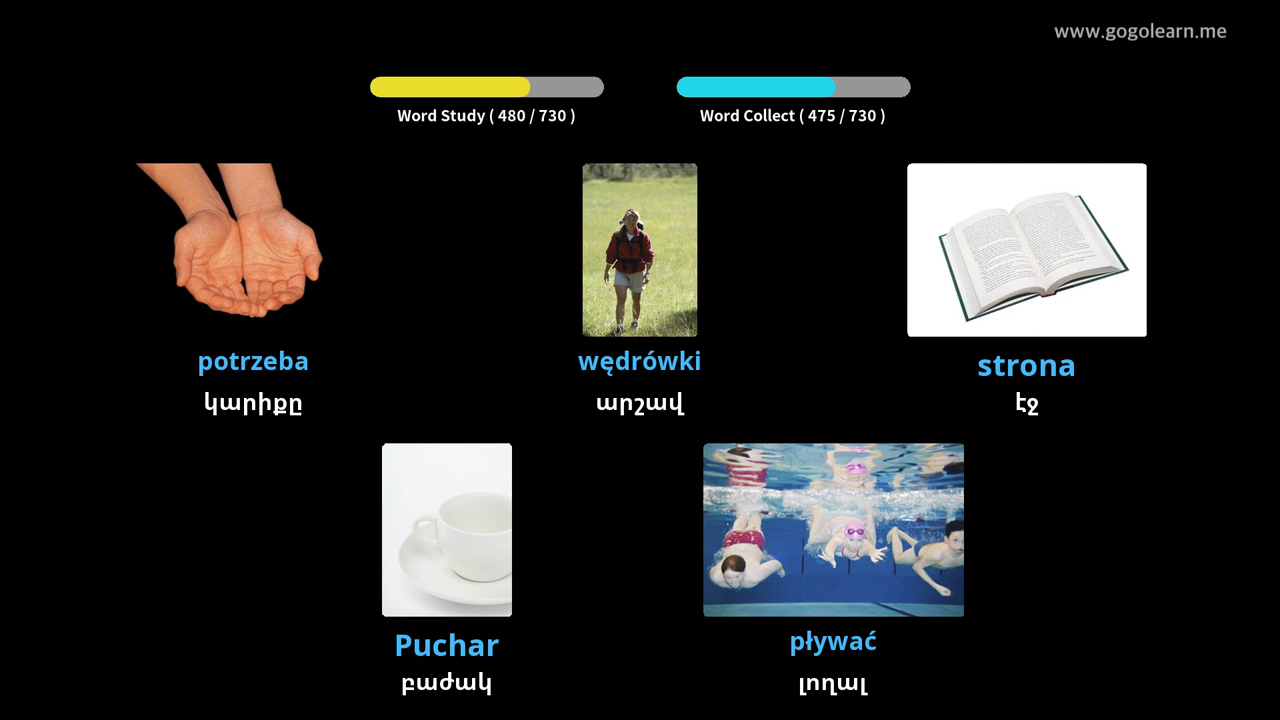 www.gogolearn.me
Word Study ( 480 / 730 )
Word Collect ( 475 / 730 )
potrzeba
կարիքը
wędrówki
արշավ
strona
էջ
Puchar
բաժակ
pływać
լողալ